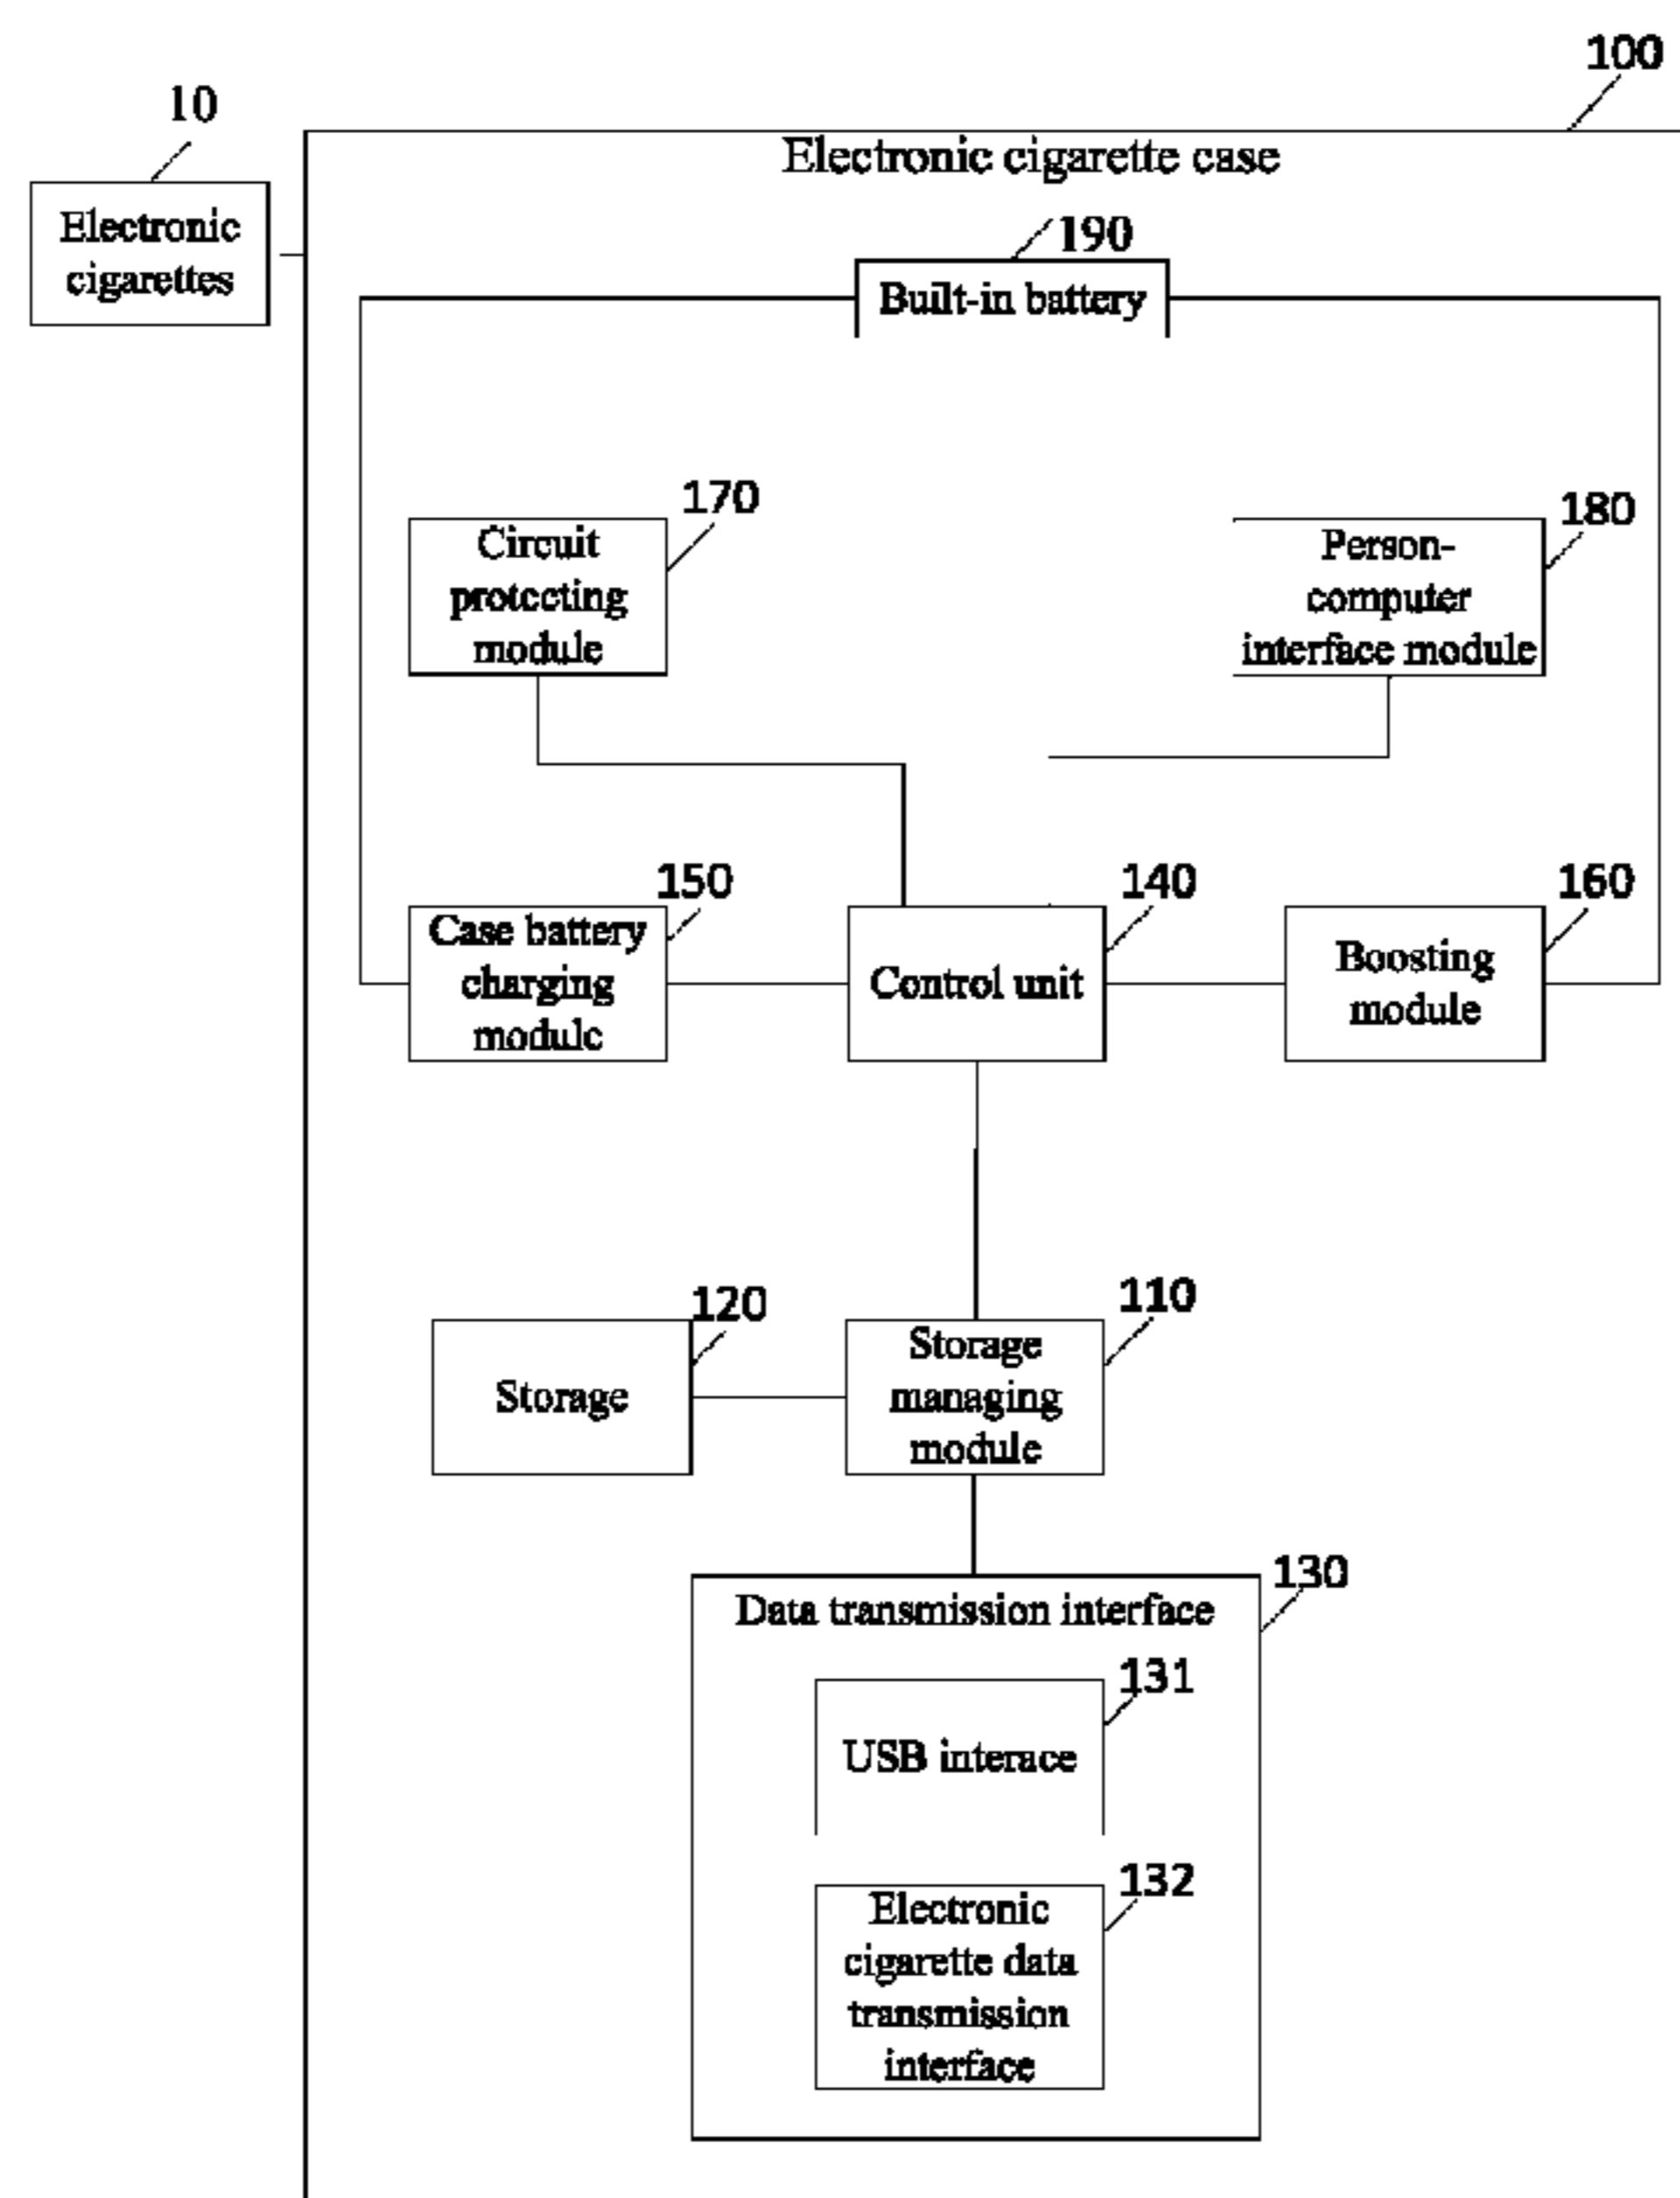 100
10
Electronic cigarette case
Electronic
cigarettes
190
Built-in battery
170
Circuit
protecting
module
180
Person-
computer
interface module
150
Case battery
charging
module
140
Control unit
160
Boosting
module
120
Storage
110
Storage
managing
module
130
Data transmission interface
131
USB interace
132
Electronic
cigarette data
transmission
interface